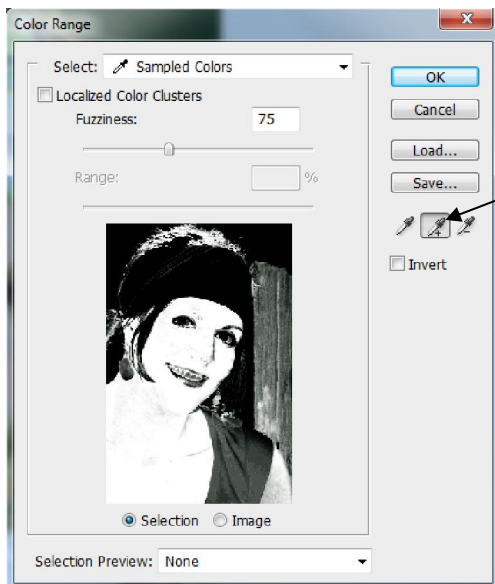 Color Range
Select: Sampled Colors
Localized Color Clusters
Fuzziness: 75
Range: %
OK
Cancel
Load...
Save...
Invert
Selection Image
Selection Preview: None